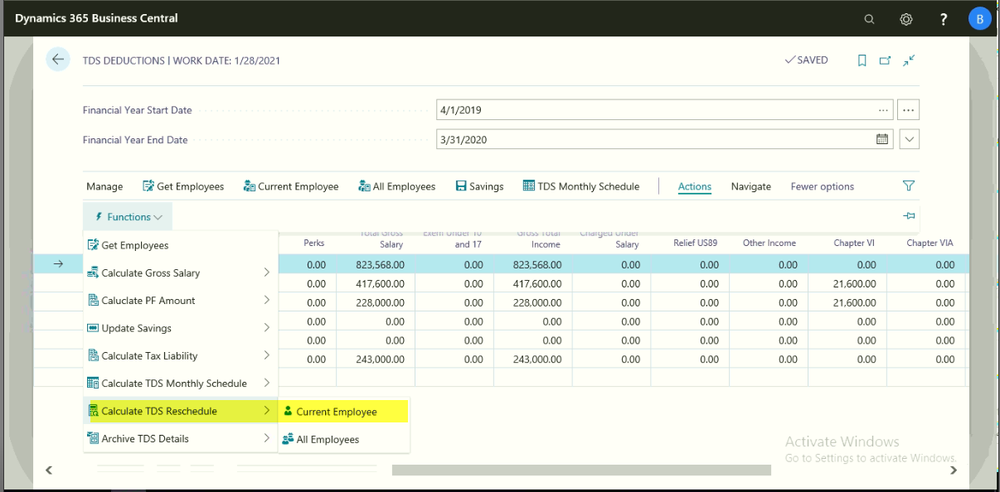 Dynamics 365 Business Central
?
B
TDS DEDUCTIONS | WORK DATE: 1/28/2021
SAVED
Financial Year Start Date
4/1/2019
...
...
Financial Year End Date
3/31/2020
Manage Get Employees Current Employee All Employees Savings TDS Monthly Schedule Actions Navigate Fewer options
Functions
Get Employees
Calculate Gross Salary
Caluclate PF Amount
Update Savings
Calculate Tax Liability
Calculate TDS Monthly Schedule
Calculate TDS Reschedule
Archive TDS Details
Current Employee
All Employees
Total Gross Exem Under 10 Gross Total Charged Under
Perks Salary and 17 Income Salary Relief US89 Other Income Chapter VI Chapter VIA
0.00 823,568.00 0.00 823,568.00 0.00 0.00 0.00 0.00 0.00
0.00 417,600.00 0.00 417,600.00 0.00 0.00 0.00 21,600.00 0.00
0.00 228,000.00 0.00 228,000.00 0.00 0.00 0.00 21,600.00 0.00
0.00 0.00 0.00 0.00 0.00 0.00 0.00 0.00 0.00
0.00 0.00 0.00 0.00 0.00 0.00 0.00 0.00 0.00
0.00 243,000.00 0.00 243,000.00 0.00 0.00 0.00 0.00 0.00
Activate Windows
Go to Settings to activate Windows.